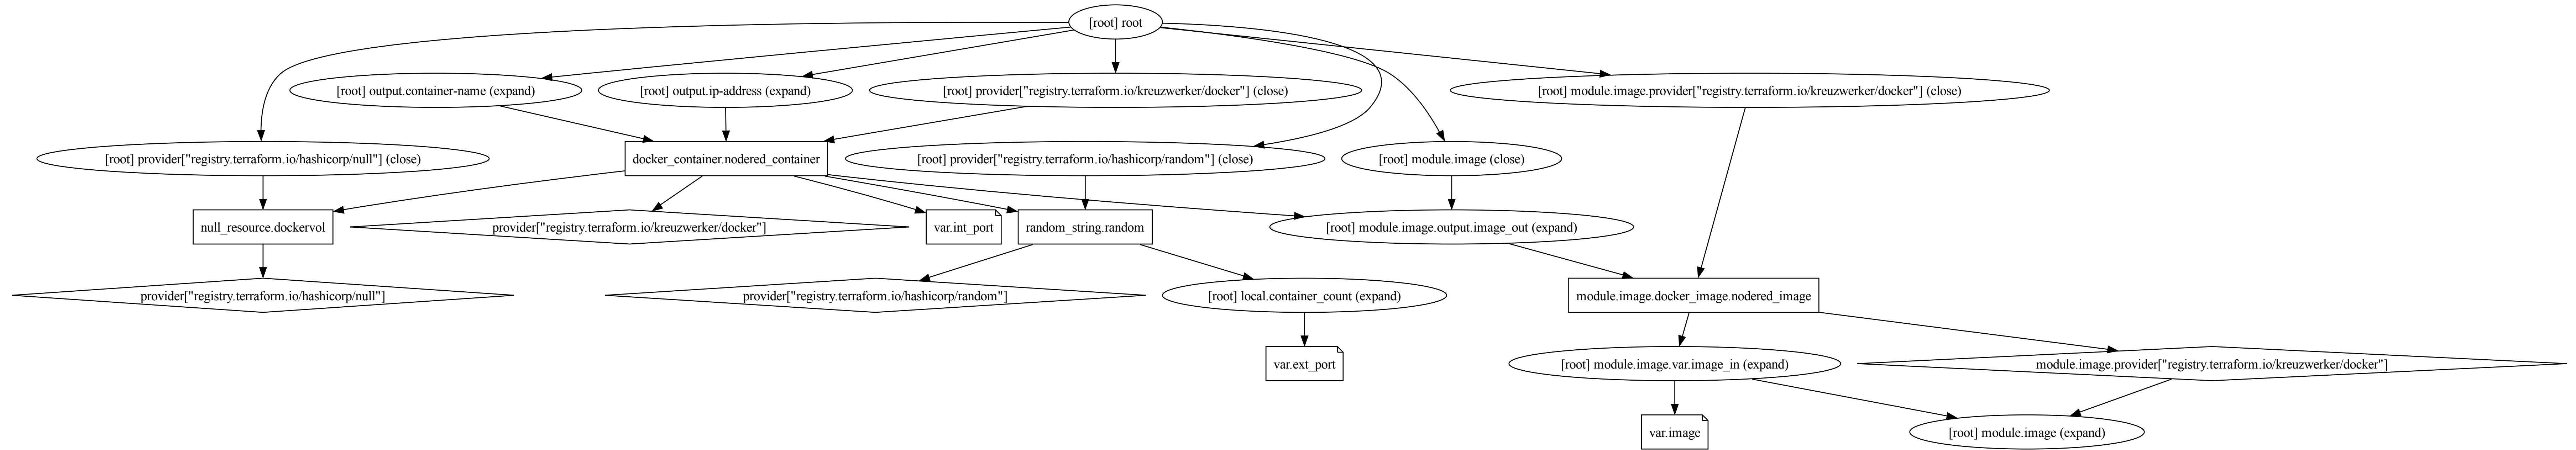 [root] root
[root] output.container-name (expand)
[root] output.ip-address (expand)
[root] provider["registry.terraform.io/kreuzwerker/docker"] (close)
[root] module.image.provider["registry.terraform.io/kreuzwerker/docker"] (close)
[root] provider["registry.terraform.io/hashicorp/null"] (close)
docker_container.nodered_container
[root] provider["registry.terraform.io/hashicorp/random"] (close)
[root] module.image (close)
null_resource.dockervol
provider["registry.terraform.io/kreuzwerker/docker"]
var.int_port
random_string.random
[root] module.image.output.image_out (expand)
provider["registry.terraform.io/hashicorp/null"]
provider["registry.terraform.io/hashicorp/random"]
[root] local.container_count (expand)
module.image.docker_image.nodered_image
var.ext_port
[root] module.image.var.image_in (expand)
module.image.provider["registry.terraform.io/kreuzwerker/docker"]
var.image
[root] module.image (expand)